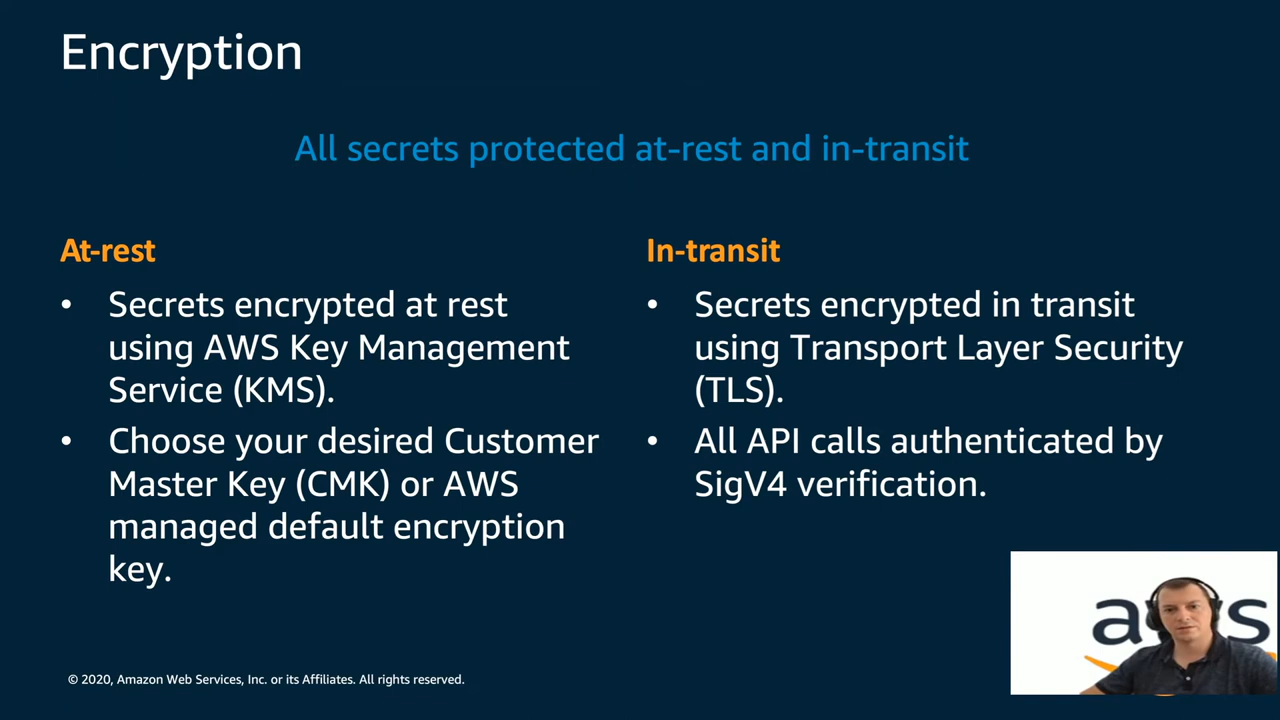 Encryption
All secrets protected at-rest and in-transit
At-rest
• Secrets encrypted at rest
using AWS Key Management
Service (KMS).
• Choose your desired Customer
Master Key (CMK) or AWS
managed default encryption
key.
In-transit
• Secrets encrypted in transit
using Transport Layer Security
(TLS).
• All API calls authenticated by
SigV4 verification.
© 2020, Amazon Web Services, Inc. or its Affiliates. All rights reserved.